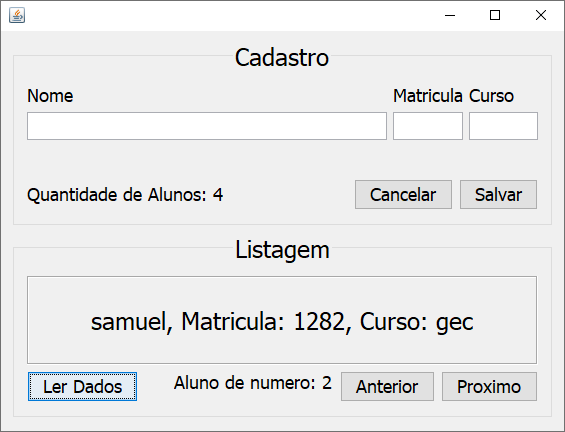 Cadastro
Nome Matricula Curso
Quantidade de Alunos: 4 Cancelar Salvar
Listagem
samuel, Matricula: 1282, Curso: gec
Ler Dados Aluno de numero: 2 Anterior Proximo